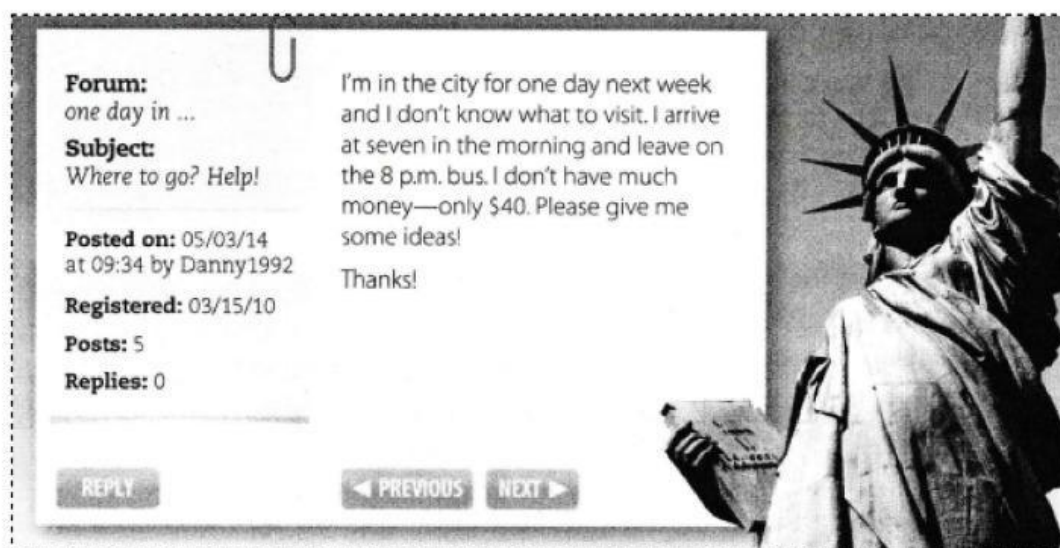 Forum:
one day in ...
Subject:
Where to go? Help!
Posted on: 05/03/14
at 09:34 by Danny1992
Registered: 03/15/10
Posts: 5
Replies: 0
REPLY
I'm in the city for one day next week
and I don't know what to visit. I arrive
at seven in the morning and leave on
the 8 p.m. bus. I don't have much
money—only $40. Please give me
some ideas!
Thanks!
◄ PREVIOUS
NEXT ►